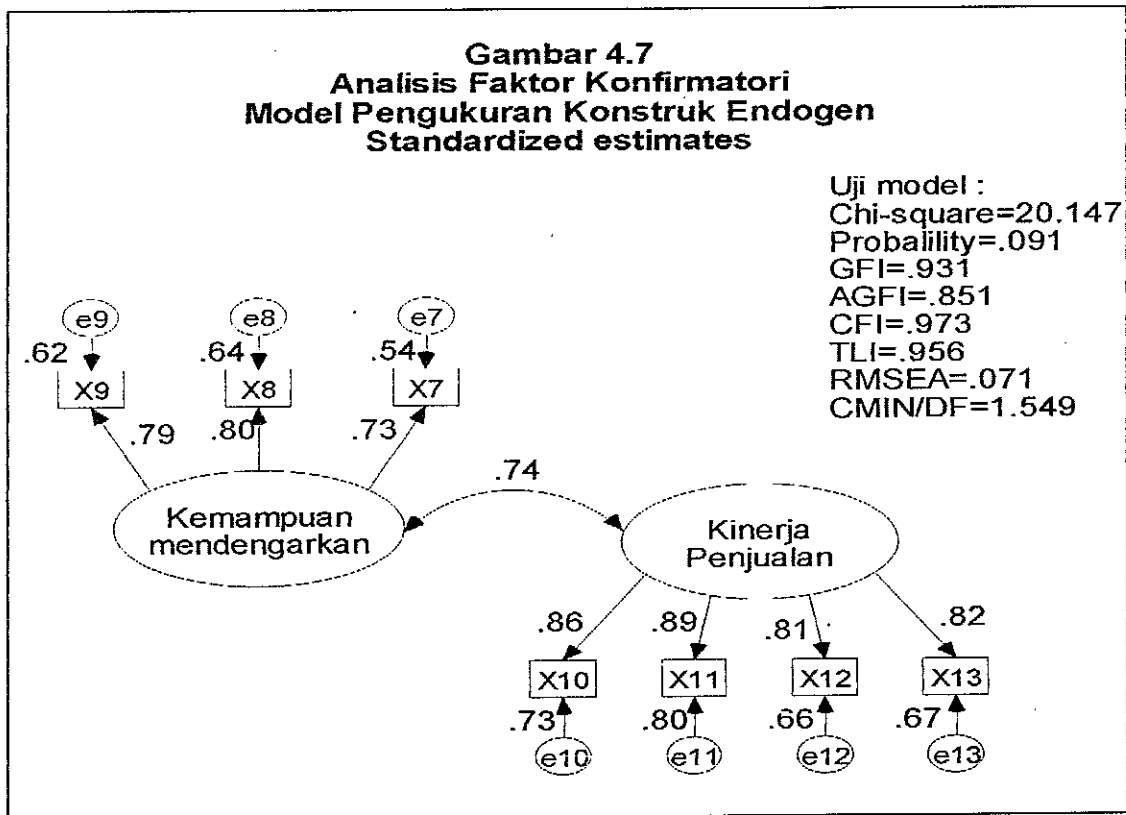 Gambar 4.7
Analisis Faktor Konfirmatori
Model Pengukuran Konstruk Endogen
Standardized estimates
Uji model :
Chi-square=20.147
Probalility=.091
GFI=.931
AGFI=.851
CFI=.973
TLI=.956
RMSEA=.071
CMIN/DF=1.549
e9 e8 e7
.62 .64 .54
X9 X8 X7
.79 .80 .73
.74
Kemampuan
mendengarkan
Kinerja
Penjualan
.86 .89 .81 .82
X10 X11 X12 X13
.73 .80 .66 .67
e10 e11 e12 e13